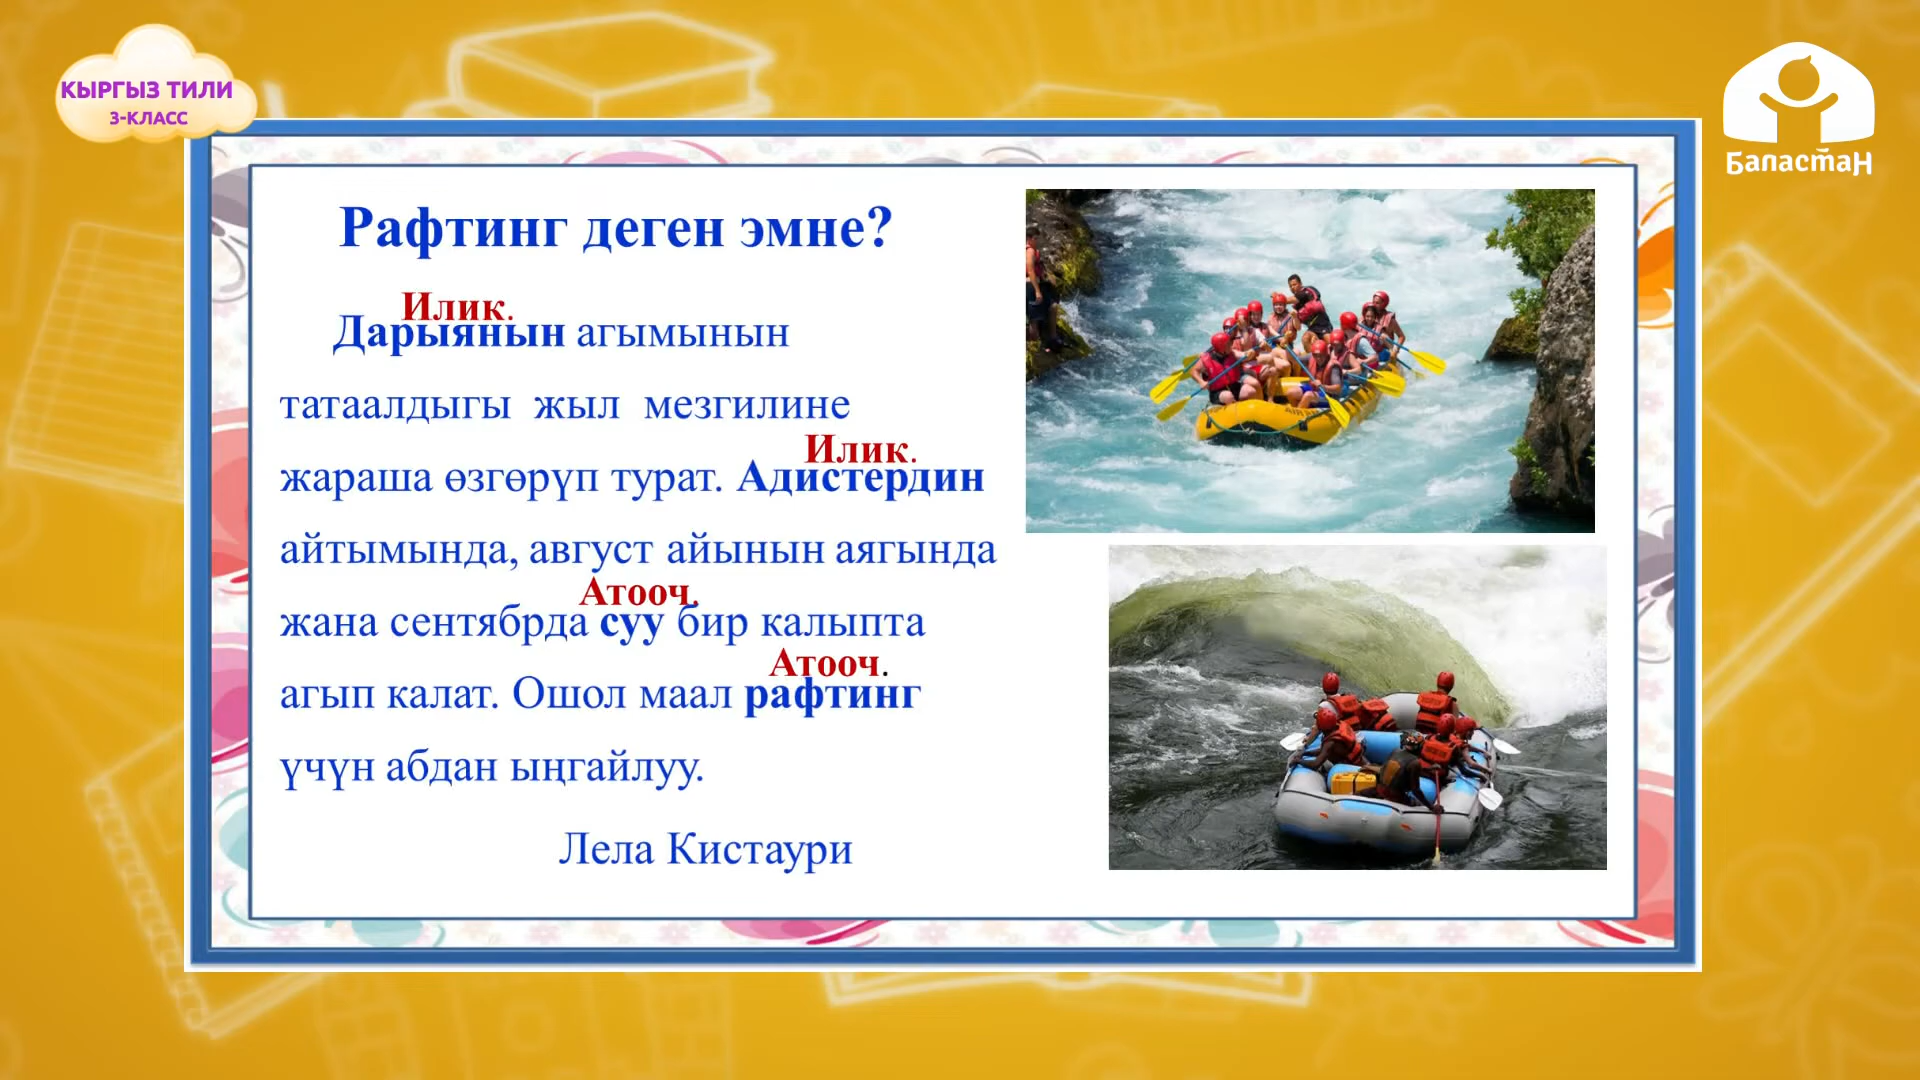 КЫРГЫЗ ТИЛИ
3-КЛАСС
Баластан
Рафтинг деген эмне?
Илик.
Дарыянын агымынын
татаалдыгы жыл мезгилине
Илик.
жараша өзгөрүп турат. Адистердин
айтымында, август айынын аягында
Атооч.
жана сентябрда суу бир калыпта
Атооч.
агып калат. Ошол маал рафтинг
үчүн абдан ыңгайлуу.
Лела Кистаури